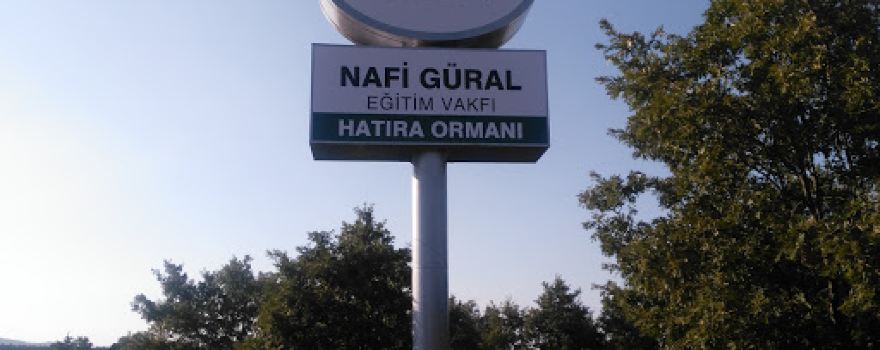 NAFİ GÜRAL
EĞİTİM VAKFI
HATIRA ORMANI